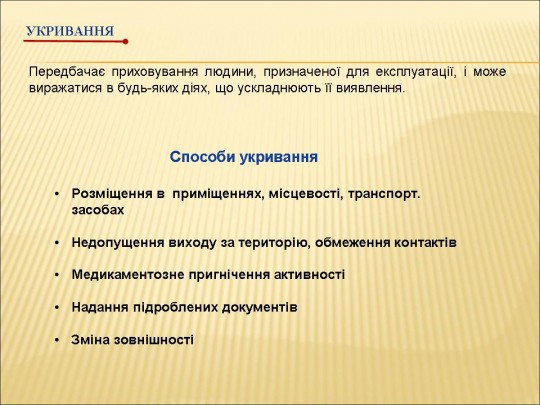 УКРИВАННЯ
Передбачає приховування людини, призначеної для експлуатації, і може
виражатися в будь-яких діях, що ускладнюють її виявлення.
Способи укривання
• Розміщення в приміщеннях, місцевості, транспорт.
засобах
• Недопущення виходу за територію, обмеження контактів
• Медикаментозне пригнічення активності
• Надання підроблених документів
• Зміна зовнішності